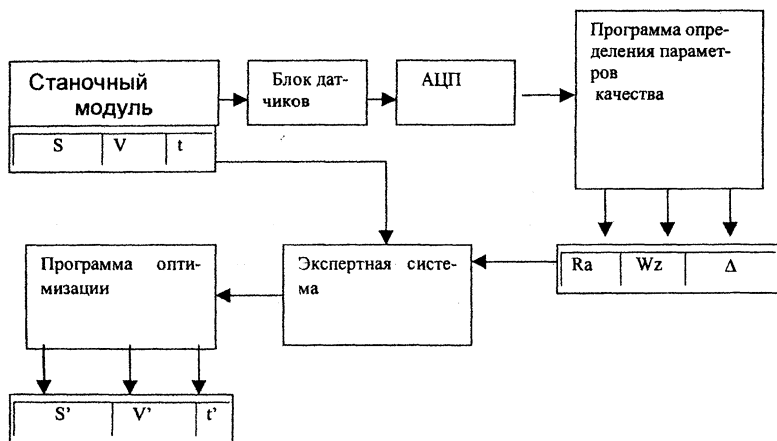 Станочный
модуль
Блок дат-
чиков
АЦП
Программа опре-
деления парамет-
ров
качества
S V t
Программа опти-
мизации
Экспертная систе-
ма
Ra Wz Δ
S' V' t'